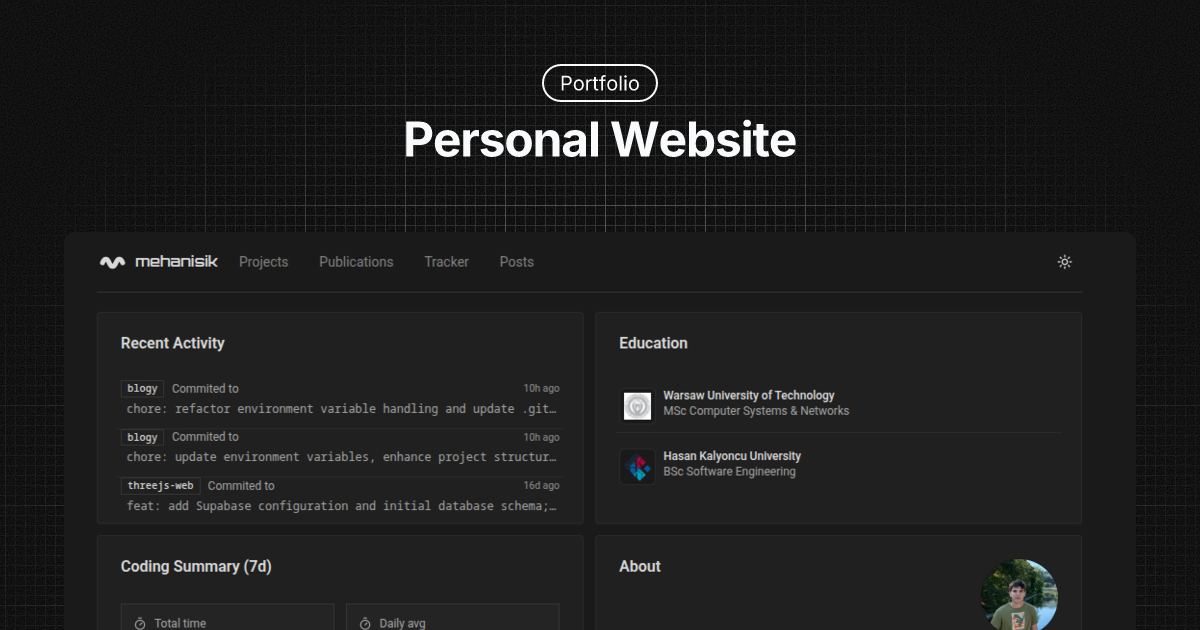 Portfolio
Personal Website
mehanisik Projects Publications Tracker Posts
Recent Activity
blogy Commited to 10h ago
chore: refactor environment variable handling and update .git…
blogy Commited to 10h ago
chore: update environment variables, enhance project structur…
threejs-web Commited to 16d ago
feat: add Supabase configuration and initial database schema;…
Education
Warsaw University of Technology
MSc Computer Systems & Networks
Hasan Kalyoncu University
BSc Software Engineering
Coding Summary (7d)
Total time Daily avg
About